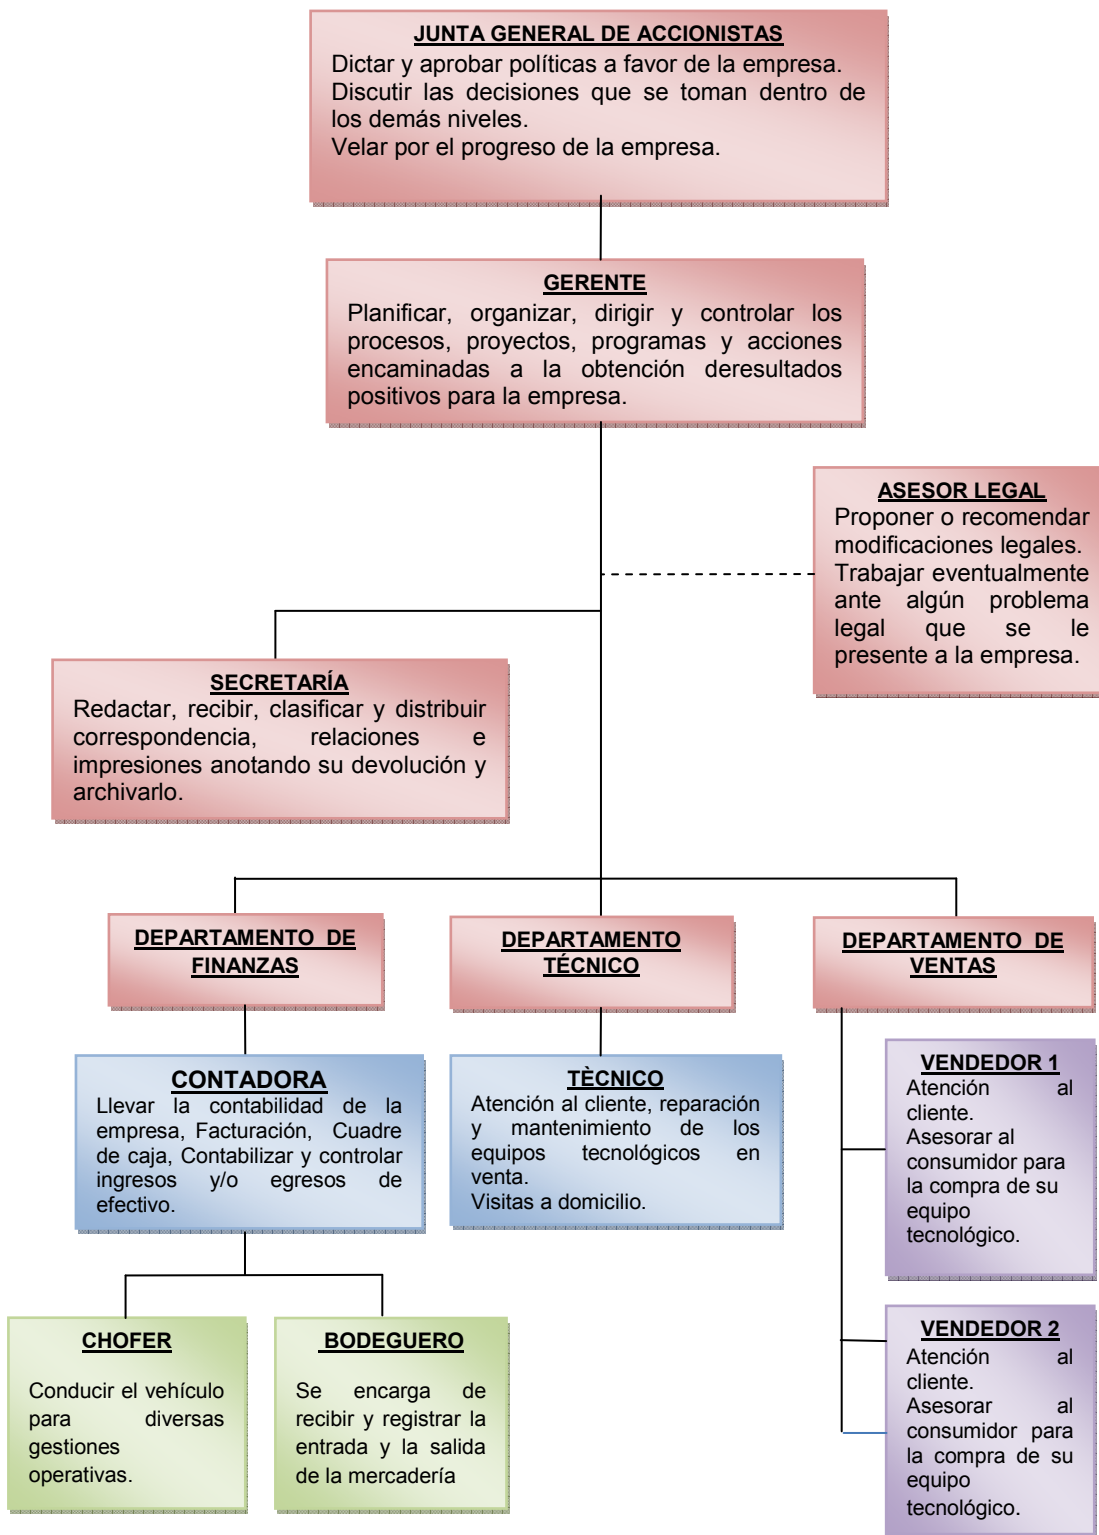 JUNTA GENERAL DE ACCIONISTAS
Dictar y aprobar políticas a favor de la empresa.
Discutir las decisiones que se toman dentro de
los demás niveles.
Velar por el progreso de la empresa.
GERENTE
Planificar, organizar, dirigir y controlar los
procesos, proyectos, programas y acciones
encaminadas a la obtención deresultados
positivos para la empresa.
ASESOR LEGAL
Proponer o recomendar
modificaciones legales.
Trabajar eventualmente
ante algún problema
legal que se le
presente a la empresa.
SECRETARÍA
Redactar, recibir, clasificar y distribuir
correspondencia, relaciones e
impresiones anotando su devolución y
archivarlo.
DEPARTAMENTO DE
FINANZAS
DEPARTAMENTO
TÉCNICO
DEPARTAMENTO DE
VENTAS
CONTADORA
Llevar la contabilidad de la
empresa, Facturación, Cuadre
de caja, Contabilizar y controlar
ingresos y/o egresos de
efectivo.
TÈCNICO
Atención al cliente, reparación
y mantenimiento de los
equipos tecnológicos en
venta.
Visitas a domicilio.
VENDEDOR 1
Atención al
cliente.
Asesorar al
consumidor para
la compra de su
equipo
tecnológico.
CHOFER
Conducir el vehículo
para diversas
gestiones
operativas.
BODEGUERO
Se encarga de
recibir y registrar la
entrada y la salida
de la mercadería
VENDEDOR 2
Atención al
cliente.
Asesorar al
consumidor para
la compra de su
equipo
tecnológico.